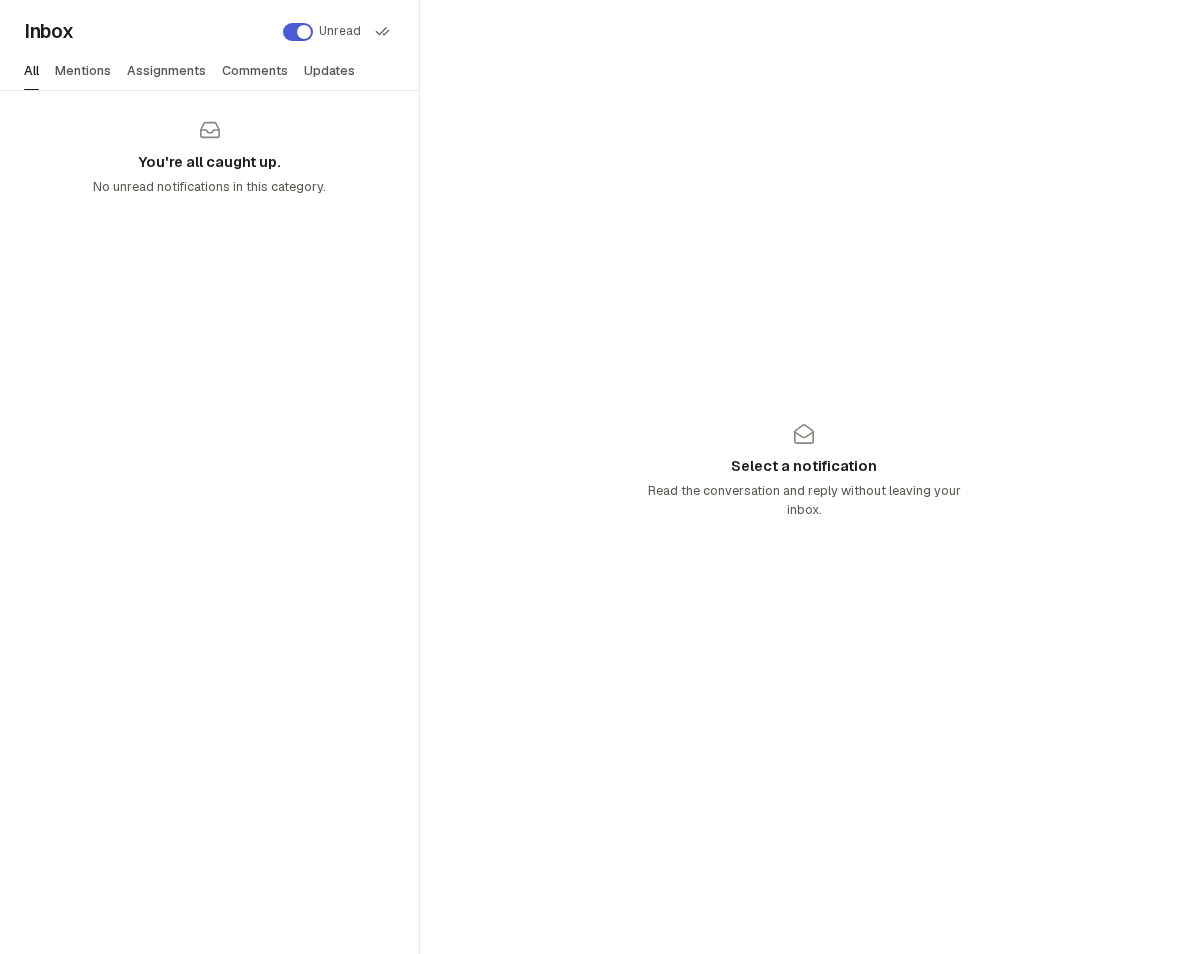 Inbox
Unread
All Mentions Assignments Comments Updates
You're all caught up.
No unread notifications in this category.
Select a notification
Read the conversation and reply without leaving your
inbox.